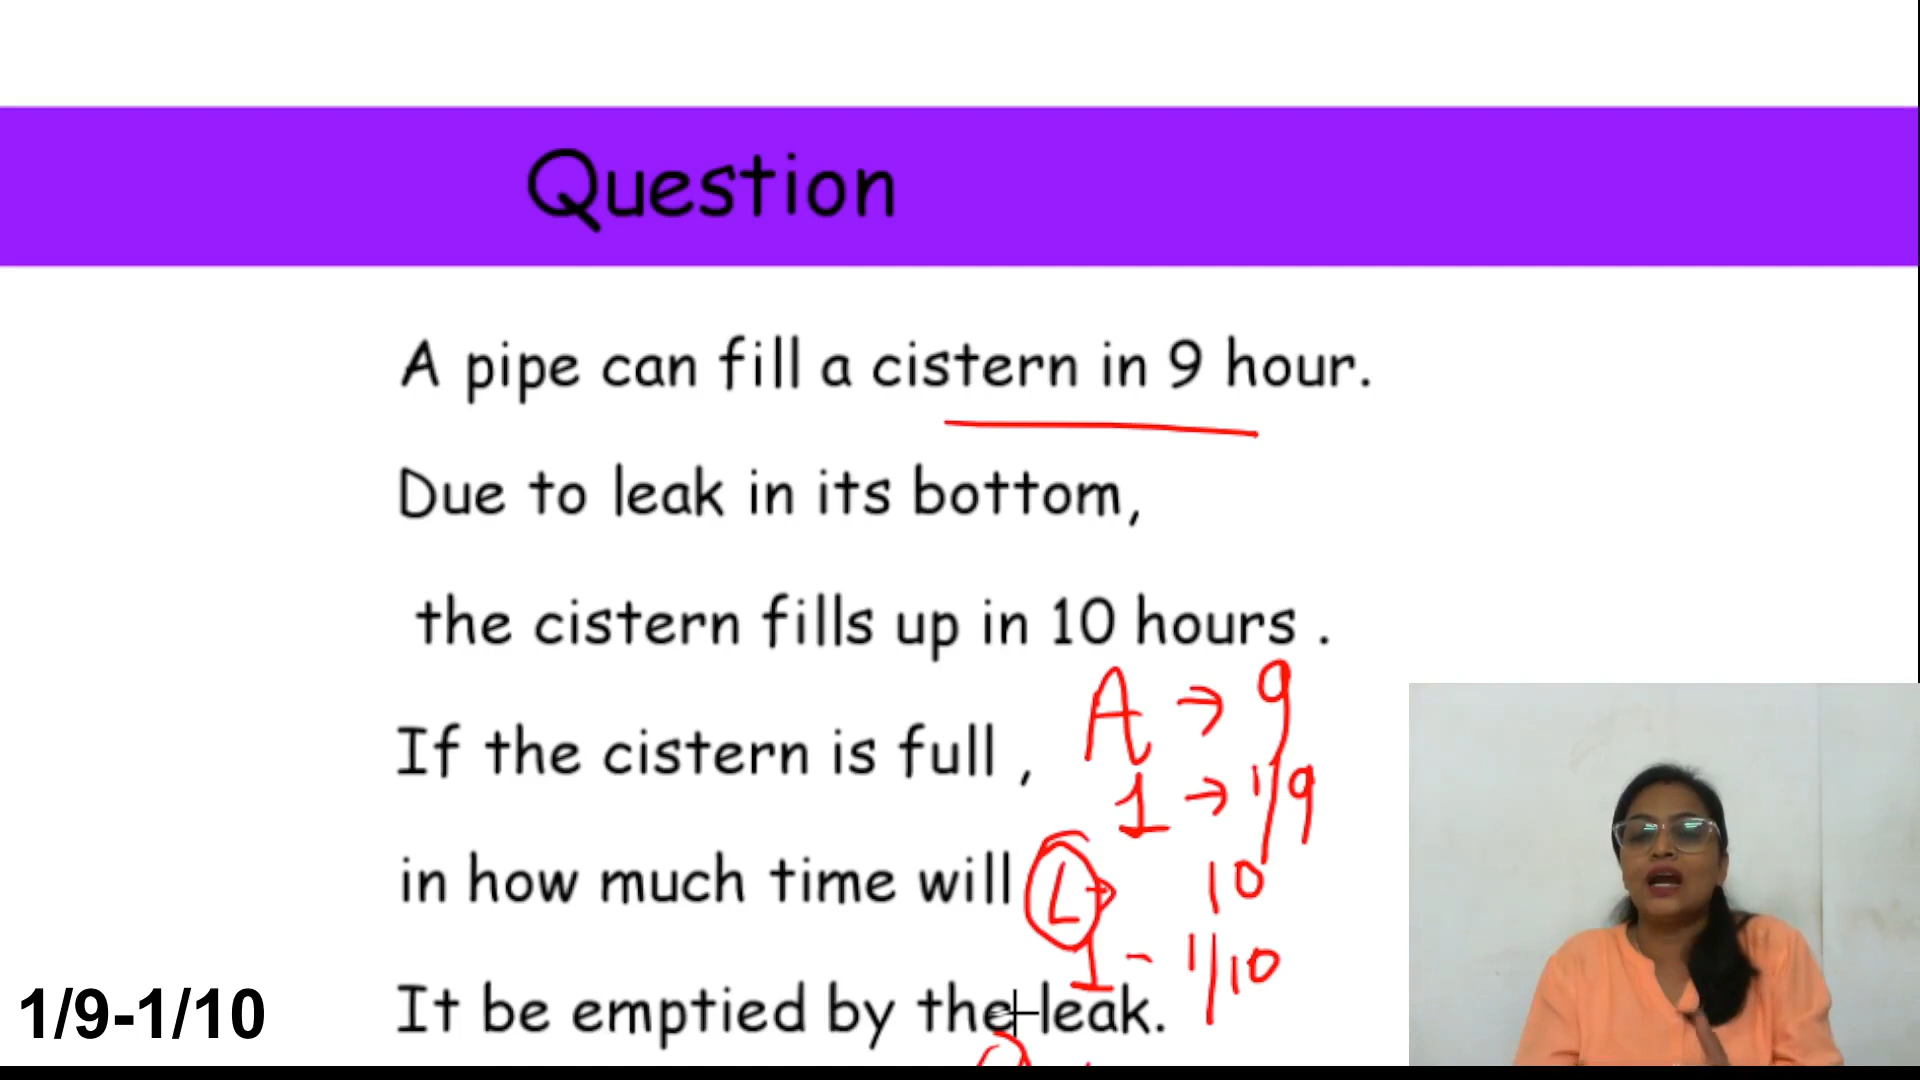 Question
A pipe can fill a cistern in 9 hour.
Due to leak in its bottom,
the cistern fills up in 10 hours .
If the cistern is full ,
in how much time will
It be emptied by the leak.
A → 9
1 → 1/9
L → 10
1 - 1/10
1/9-1/10